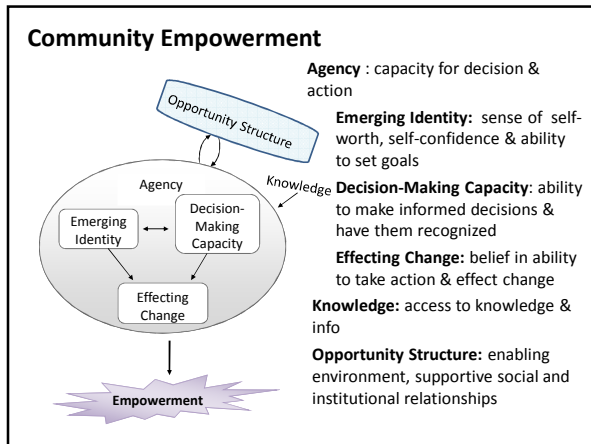 Community Empowerment
Opportunity Structure
Agency
Knowledge
Emerging
Identity
Decision-
Making
Capacity
Effecting
Change
Empowerment
Agency : capacity for decision &
action
Emerging Identity: sense of self-
worth, self-confidence & ability
to set goals
Decision-Making Capacity: ability
to make informed decisions &
have them recognized
Effecting Change: belief in ability
to take action & effect change
Knowledge: access to knowledge &
info
Opportunity Structure: enabling
environment, supportive social and
institutional relationships